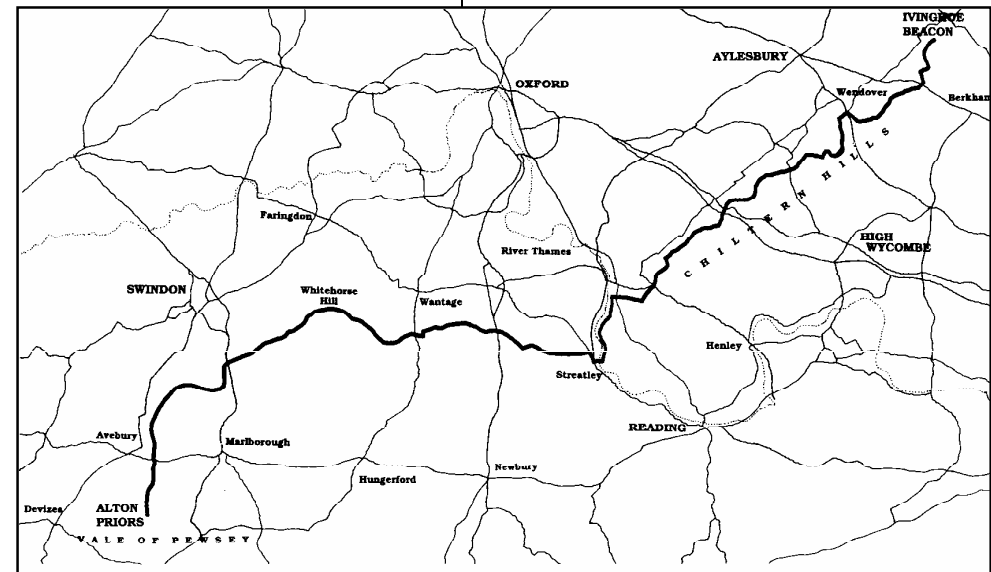 IVINGHOE
BEACON
AYLESBURY
OXFORD
Wendover
Berkham
CHILTERN HILLS
Faringdon
River Thames
HIGH
WYCOMBE
SWINDON
Whitehorse
Hill
Wantage
Henley
Streatley
READING
Avebury
Marlborough
Newbury
Hungerford
Devizes
ALTON
PRIORS
VALE OF PEWSEY